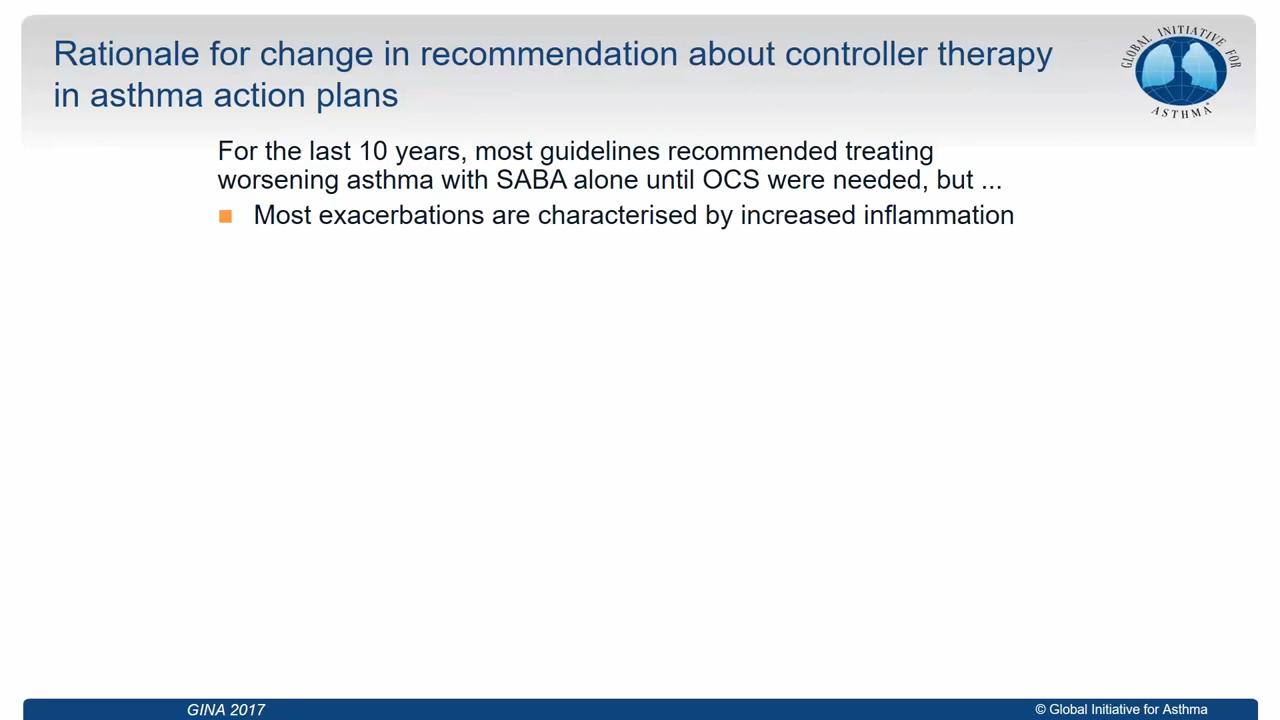 Rationale for change in recommendation about controller therapy
in asthma action plans
GLOBAL INITIATIVE FOR
ASTHMA
For the last 10 years, most guidelines recommended treating
worsening asthma with SABA alone until OCS were needed, but ...
Most exacerbations are characterised by increased inflammation
GINA 2017
© Global Initiative for Asthma